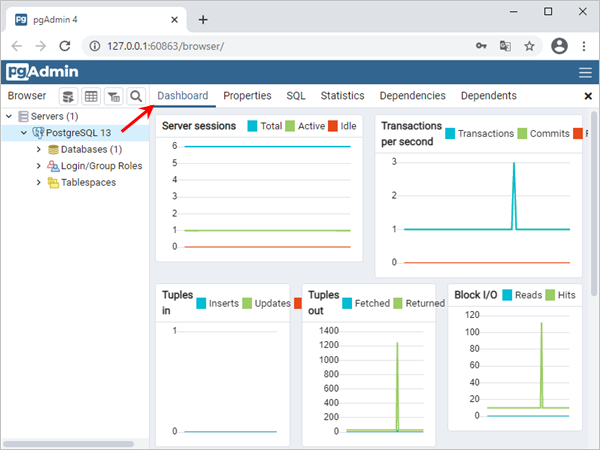 pgAdmin 4
127.0.0.1:60863/browser/
pgAdmin
Browser
Dashboard Properties SQL Statistics Dependencies Dependents
Servers (1)
PostgreSQL 13
Databases (1)
Login/Group Roles
Tablespaces
Server sessions Total Active Idle
6
5
4
3
2
1
0
Transactions per second Transactions Commits R
3
2
1
0
Tuples in Inserts Updates
1
0
Tuples out Fetched Returned
1400
1200
1000
800
600
400
200
0
Block I/O Reads Hits
120
100
80
60
40
20
0